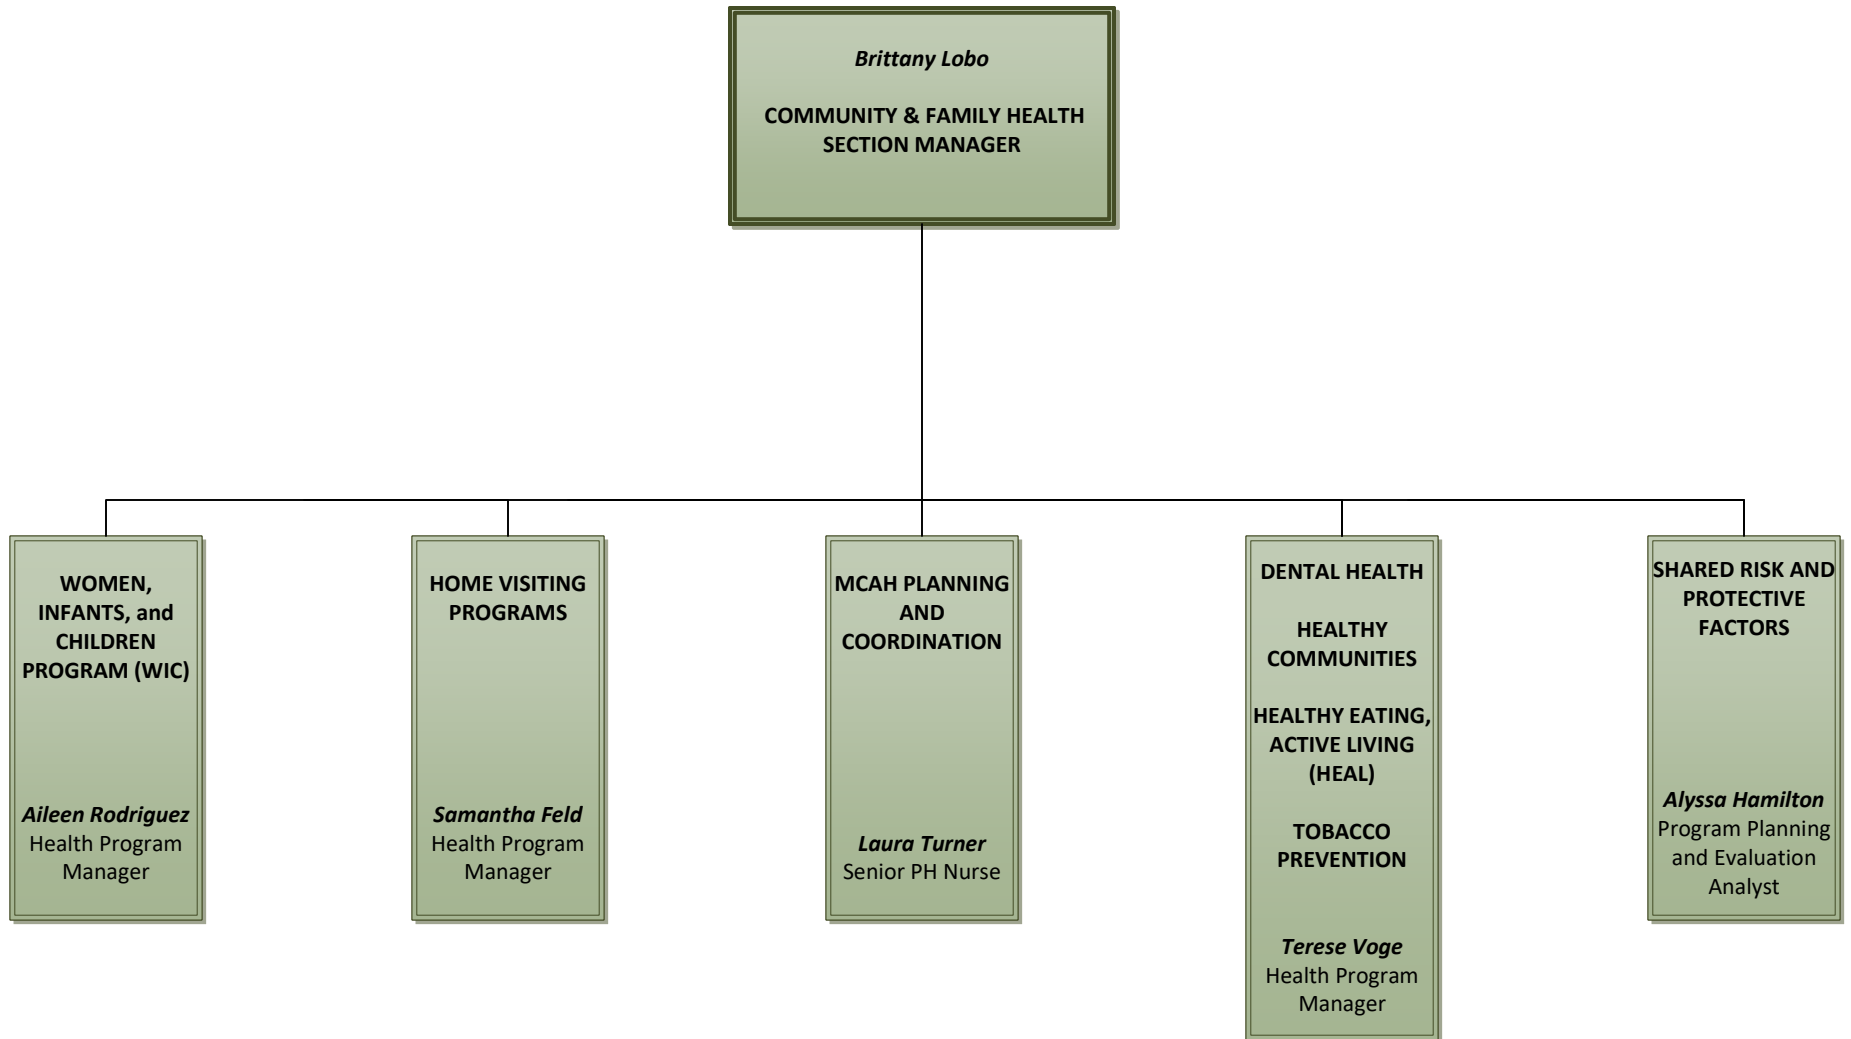 Brittany Lobo
COMMUNITY & FAMILY HEALTH
SECTION MANAGER
WOMEN,
INFANTS, and
CHILDREN
PROGRAM (WIC)
Aileen Rodriguez
Health Program
Manager
HOME VISITING
PROGRAMS
Samantha Feld
Health Program
Manager
MCAH PLANNING
AND
COORDINATION
Laura Turner
Senior PH Nurse
DENTAL HEALTH
HEALTHY
COMMUNITIES
HEALTHY EATING,
ACTIVE LIVING
(HEAL)
TOBACCO
PREVENTION
Terese Voge
Health Program
Manager
SHARED RISK AND
PROTECTIVE
FACTORS
Alyssa Hamilton
Program Planning
and Evaluation
Analyst